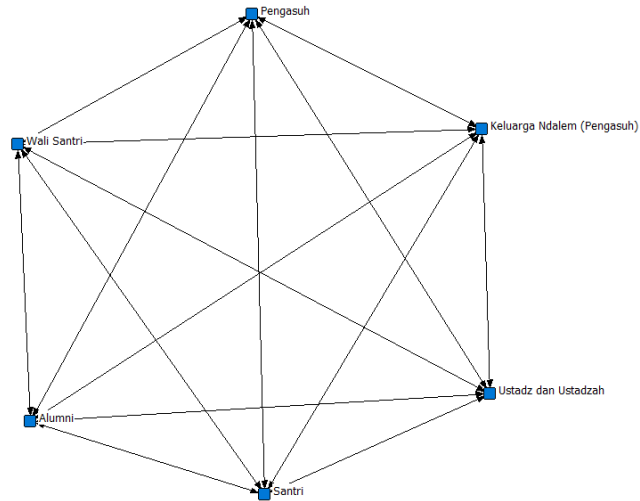 Pengasuh
Keluarga Ndalem (Pengasuh)
Wali Santri
Ustadz dan Ustadzah
Alumni
Santri